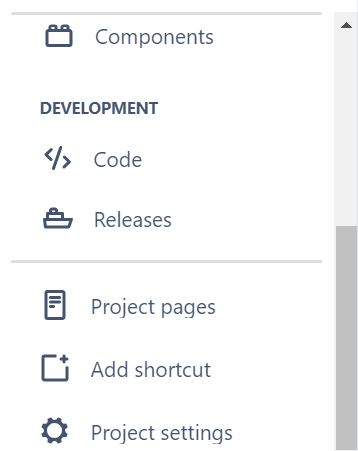 Components
DEVELOPMENT
Code
Releases
Project pages
Add shortcut
Project settings